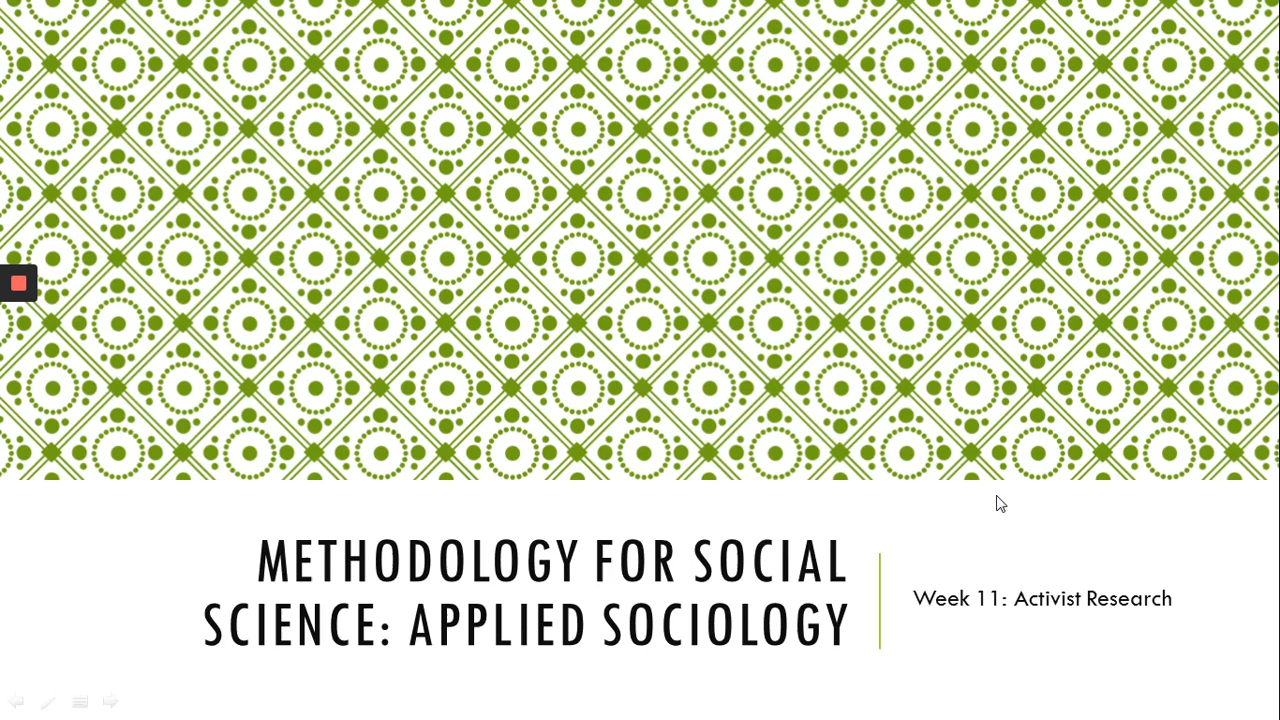 METHODOLOGY FOR SOCIAL
SCIENCE: APPLIED SOCIOLOGY
Week 11: Activist Research